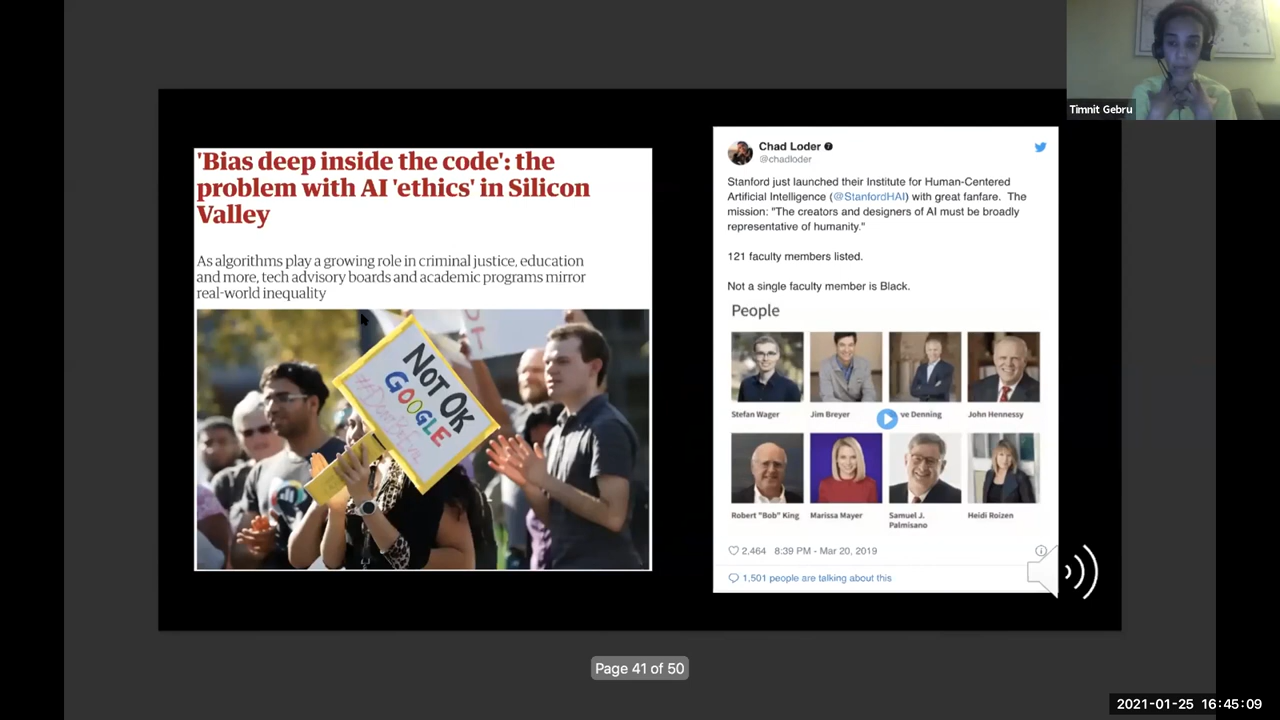 Timnit Gebru
'Bias deep inside the code': the
problem with AI 'ethics' in Silicon
Valley
As algorithms play a growing role in criminal justice, education
and more, tech advisory boards and academic programs mirror
real-world inequality
NOT OK
GOOGLE
#Don'tBeEvil
Chad Loder
@chadloder
Stanford just launched their Institute for Human-Centered
Artificial Intelligence (@StanfordHAI) with great fanfare. The
mission: "The creators and designers of AI must be broadly
representative of humanity."
121 faculty members listed.
Not a single faculty member is Black.
People
Stefan Wager
Jim Breyer
ve Denning
John Hennessy
Robert "Bob" King
Marissa Mayer
Samuel J.
Palmisano
Heidi Roizen
2,464 8:39 PM - Mar 20, 2019
1,501 people are talking about this
Page 41 of 50
2021-01-25 16:45:09